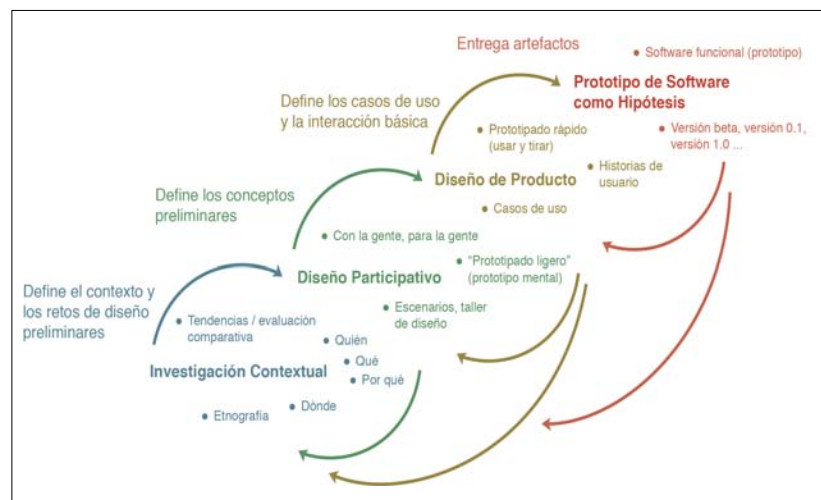 Entrega artefactos
Software funcional (prototipo)
Prototipo de Software
como Hipótesis
Versión beta, versión 0.1,
versión 1.0 ...
Define los casos de uso
y la interacción básica
Prototipado rápido
(usar y tirar)
Historias de
usuario
Diseño de Producto
Casos de uso
Define los conceptos
preliminares
Con la gente, para la gente
"Prototipado ligero"
(prototipo mental)
Diseño Participativo
Escenarios, taller
de diseño
Define el contexto y
los retos de diseño
preliminares
Tendencias / evaluación
comparativa
Quién
Qué
Por qué
Investigación Contextual
Dónde
Etnografía